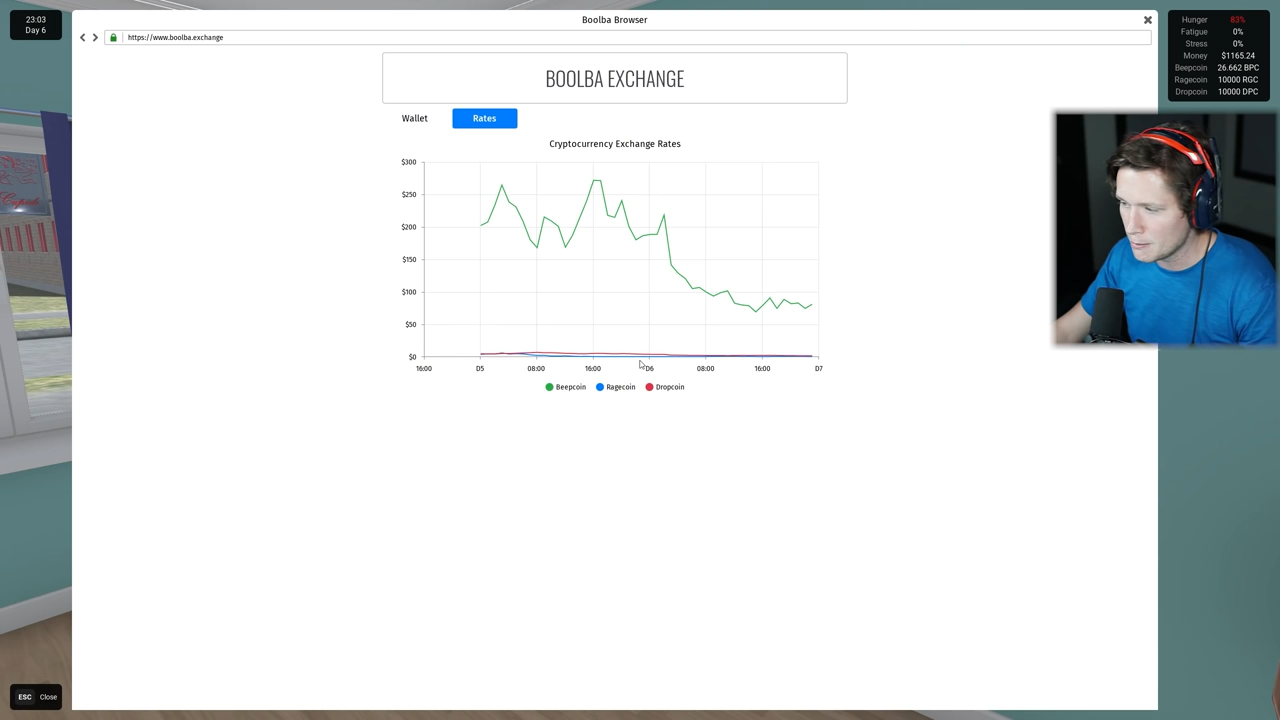 23:03
Day 6
Boolba Browser
https://www.boolba.exchange
Hunger 83%
Fatigue 0%
Stress 0%
Money $1165.24
Beepcoin 26.662 BPC
Ragecoin 10000 RGC
Dropcoin 10000 DPC
BOOLBA EXCHANGE
Wallet Rates
Cryptocurrency Exchange Rates
$300
$250
$200
$150
$100
$50
$0
16:00 D5 08:00 16:00 D6 08:00 16:00 D7
Beepcoin Ragecoin Dropcoin
ESC Close